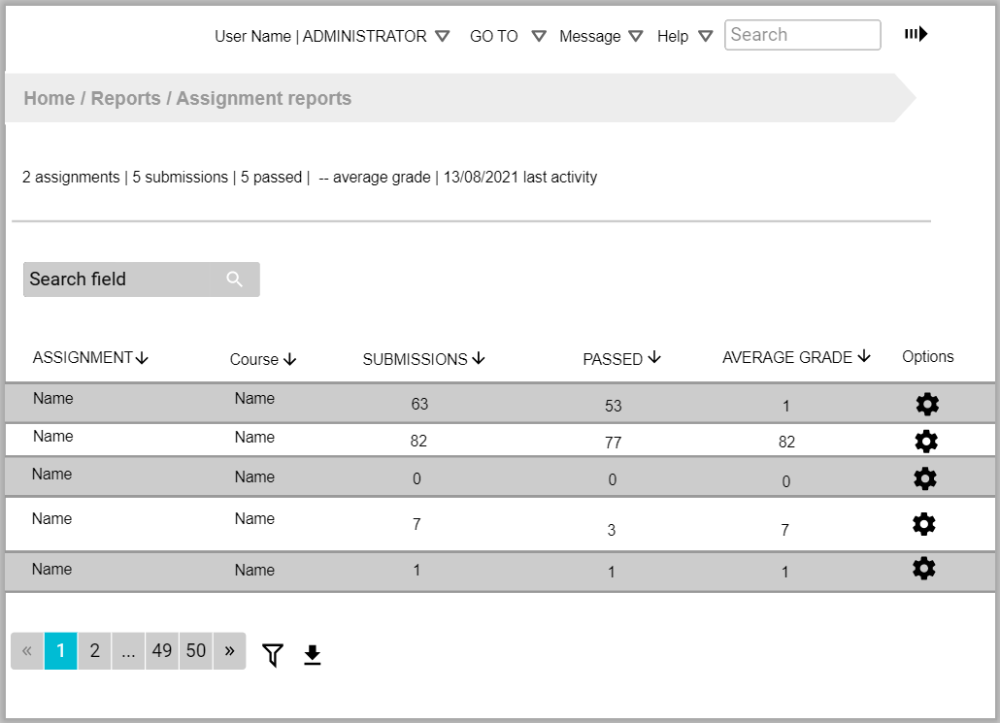 User Name | ADMINISTRATOR GO TO Message Help Search
Home / Reports / Assignment reports
2 assignments | 5 submissions | 5 passed | -- average grade | 13/08/2021 last activity
Search field
ASSIGNMENT Course SUBMISSIONS PASSED AVERAGE GRADE Options
Name Name 63 53 1
Name Name 82 77 82
Name Name 0 0 0
Name Name 7 3 7
Name Name 1 1 1
« 1 2 ... 49 50 »